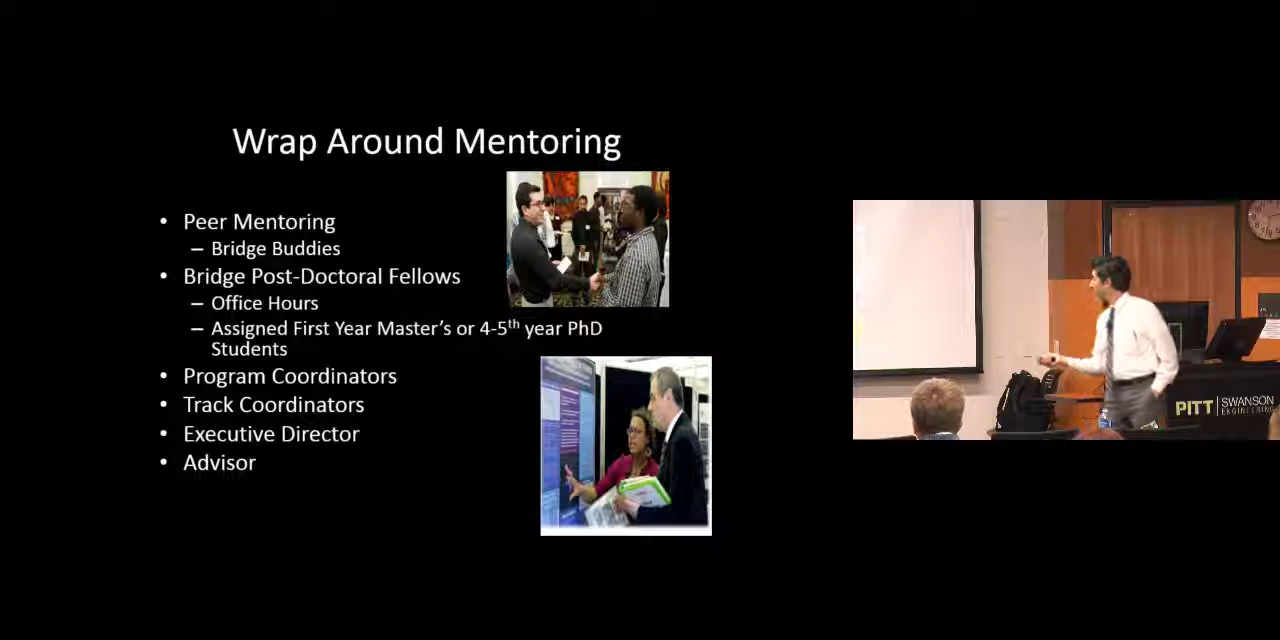 Wrap Around Mentoring
• Peer Mentoring
– Bridge Buddies
• Bridge Post-Doctoral Fellows
– Office Hours
– Assigned First Year Master's or 4-5th year PhD
Students
• Program Coordinators
• Track Coordinators
• Executive Director
• Advisor
PITT | SWANSON
ENGINEERING